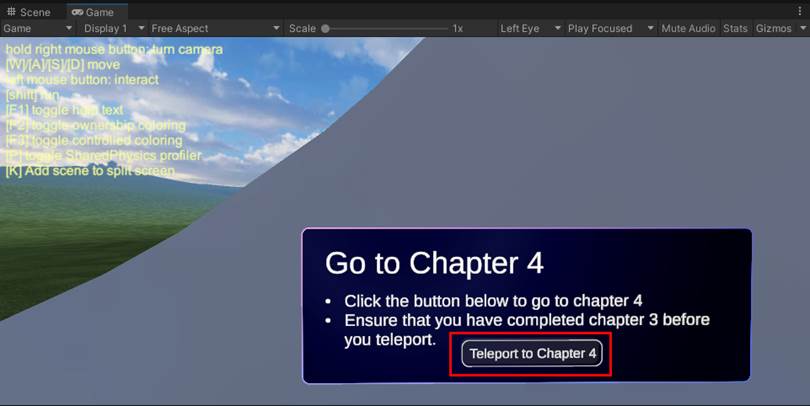 Scene Game
Game Display 1 Free Aspect Scale 1x Left Eye Play Focused Mute Audio Stats Gizmos
hold right mouse button: turn camera
[W]/[A]/[S]/[D] move
left mouse button: interact
[shift] run
[F1] toggle help text
[F2] toggle ownership coloring
[F3] toggle controlled coloring
[P] toggle SharedPhysics profiler
[K] Add scene to split screen
Go to Chapter 4
• Click the button below to go to chapter 4
• Ensure that you have completed chapter 3 before
you teleport.
Teleport to Chapter 4